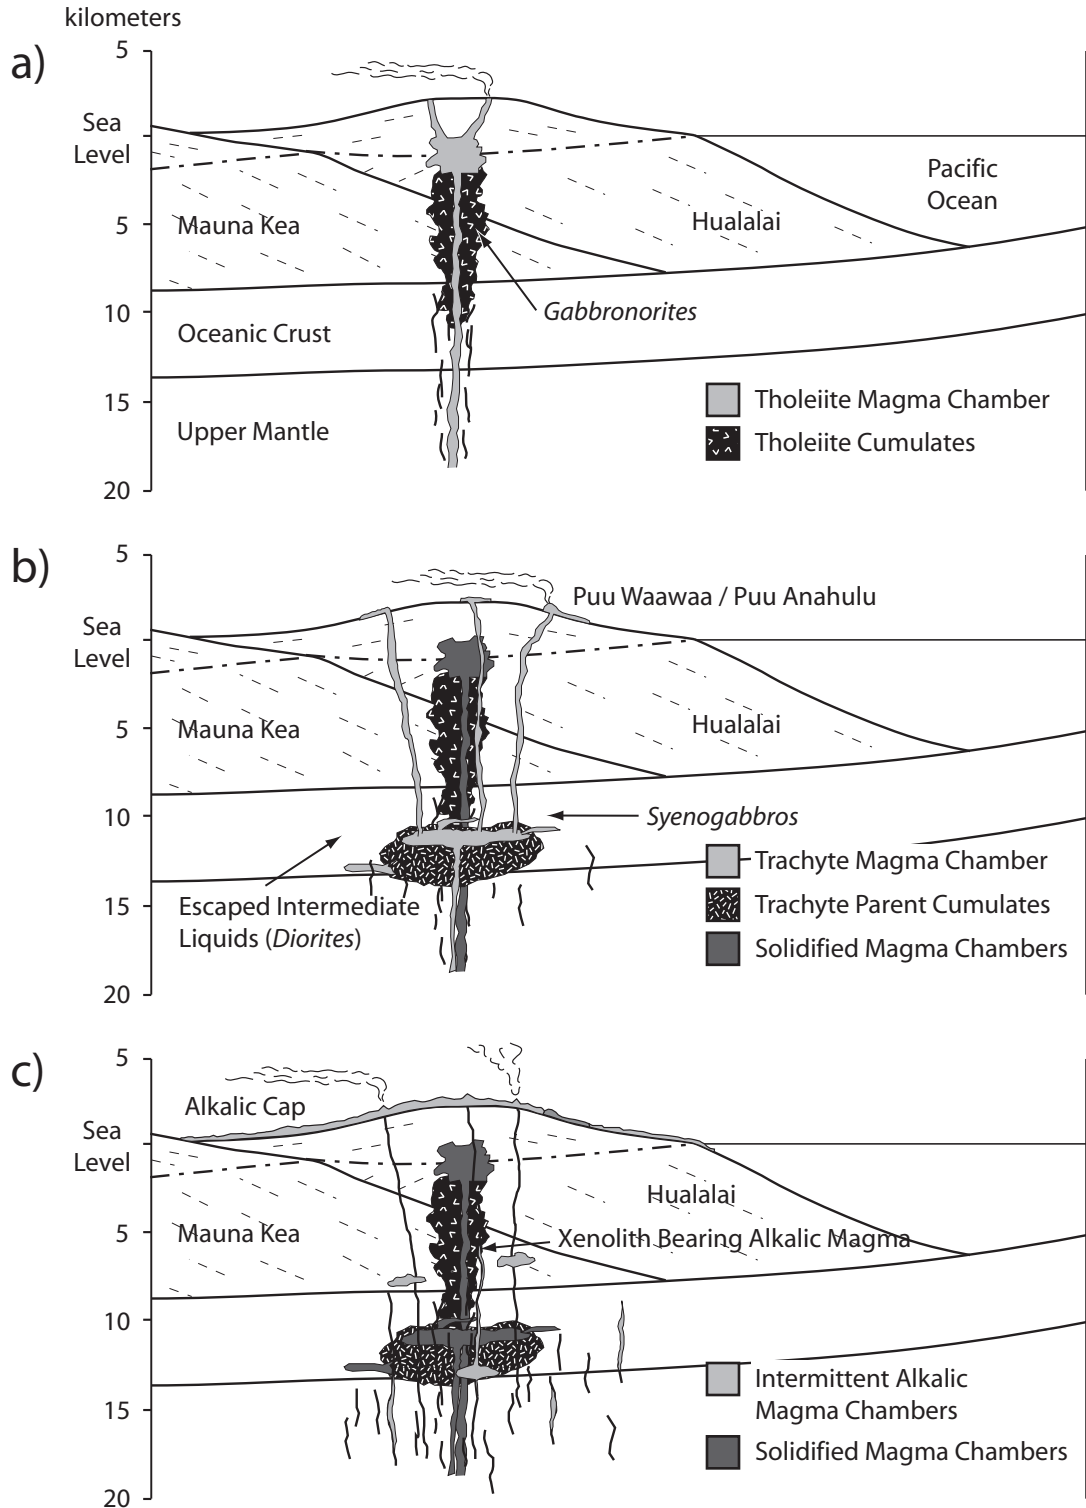 kilometers
a)
5
Sea
Level
5
10
15
20
Mauna Kea
Hualalai
Pacific
Ocean
Gabbronorites
Oceanic Crust
Upper Mantle
Tholeiite Magma Chamber
Tholeiite Cumulates
b)
5
Sea
Level
5
10
15
20
Puu Waawaa / Puu Anahulu
Mauna Kea
Hualalai
Syenogabbros
Escaped Intermediate
Liquids (Diorites)
Trachyte Magma Chamber
Trachyte Parent Cumulates
Solidified Magma Chambers
c)
5
Sea
Level
5
10
15
20
Alkalic Cap
Hualalai
Mauna Kea
Xenolith Bearing Alkalic Magma
Intermittent Alkalic
Magma Chambers
Solidified Magma Chambers